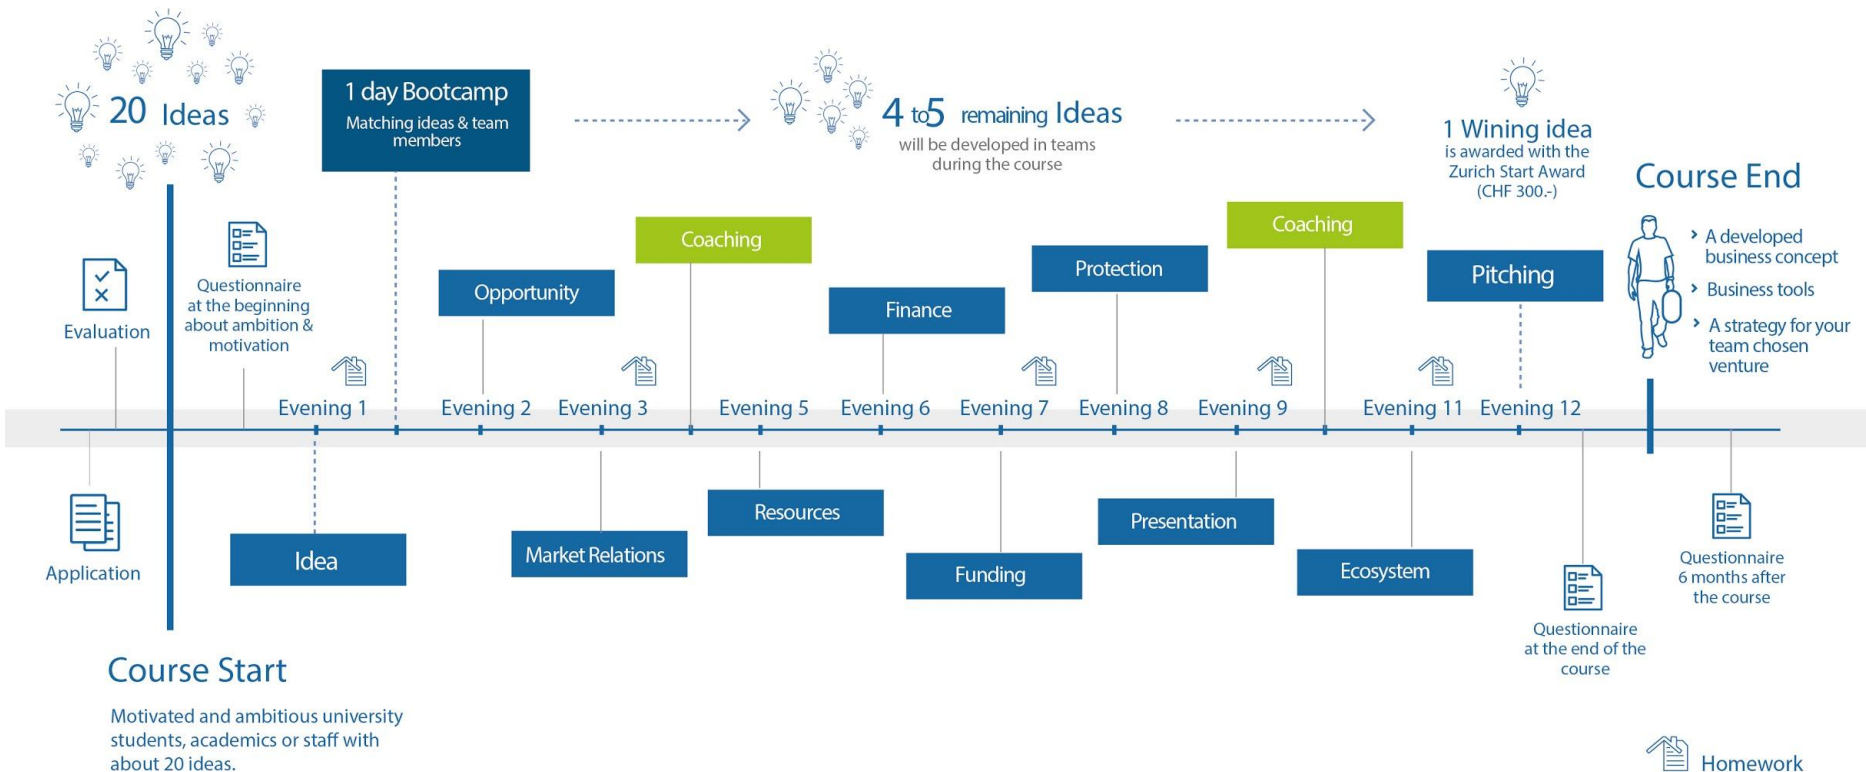 20 Ideas
1 day Bootcamp
Matching ideas & team
members
4 to5 remaining Ideas
will be developed in teams
during the course
1 Wining idea
is awarded with the
Zurich Start Award
(CHF 300.-)
Course End
A developed
business concept
Business tools
A strategy for your
team chosen
venture
Evaluation
Questionnaire
at the beginning
about ambition &
motivation
Opportunity
Coaching
Finance
Protection
Coaching
Pitching
Evening 1
Evening 2
Evening 3
Evening 5
Evening 6
Evening 7
Evening 8
Evening 9
Evening 11
Evening 12
Application
Idea
Market Relations
Resources
Funding
Presentation
Ecosystem
Questionnaire
at the end of the
course
Questionnaire
6 months after
the course
Course Start
Motivated and ambitious university
students, academics or staff with
about 20 ideas.
Homework